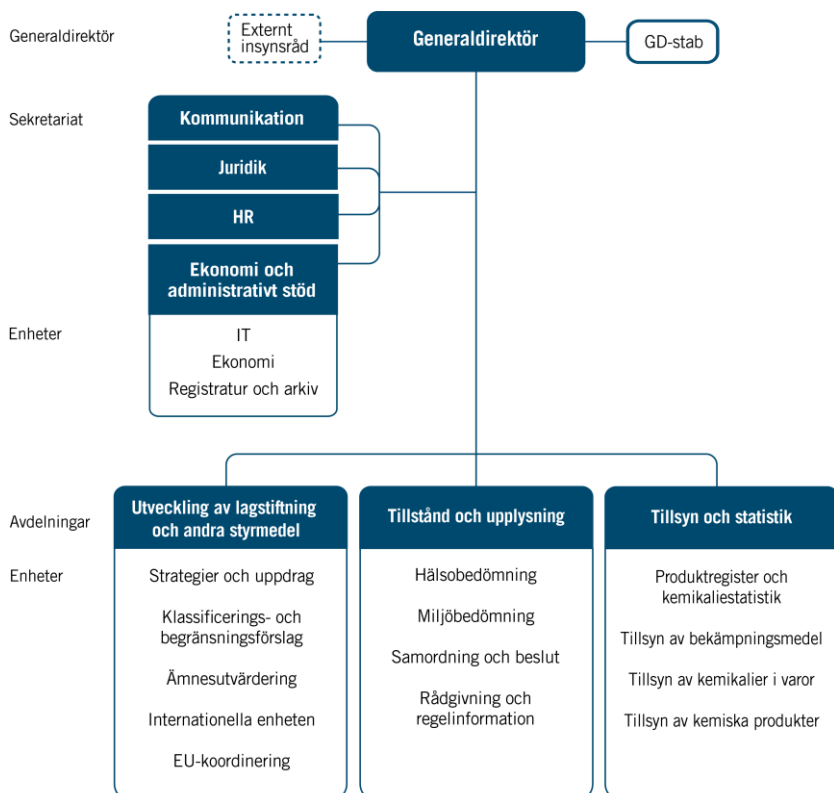 Generaldirektör
Externt
insynsråd
Generaldirektör
GD-stab
Sekretariat
Kommunikation
Juridik
HR
Ekonomi och
administrativt stöd
Enheter
IT
Ekonomi
Registratur och arkiv
Avdelningar
Utveckling av lagstiftning
och andra styrmedel
Tillstånd och upplysning
Tillsyn och statistik
Enheter
Strategier och uppdrag
Klassificerings- och
begränsningsförslag
Ämnesutvärdering
Internationella enheten
EU-koordinering
Hälsobedömning
Miljöbedömning
Samordning och beslut
Rådgivning och
regelinformation
Produktregister och
kemikaliestatistik
Tillsyn av bekämpningsmedel
Tillsyn av kemikalier i varor
Tillsyn av kemiska produkter